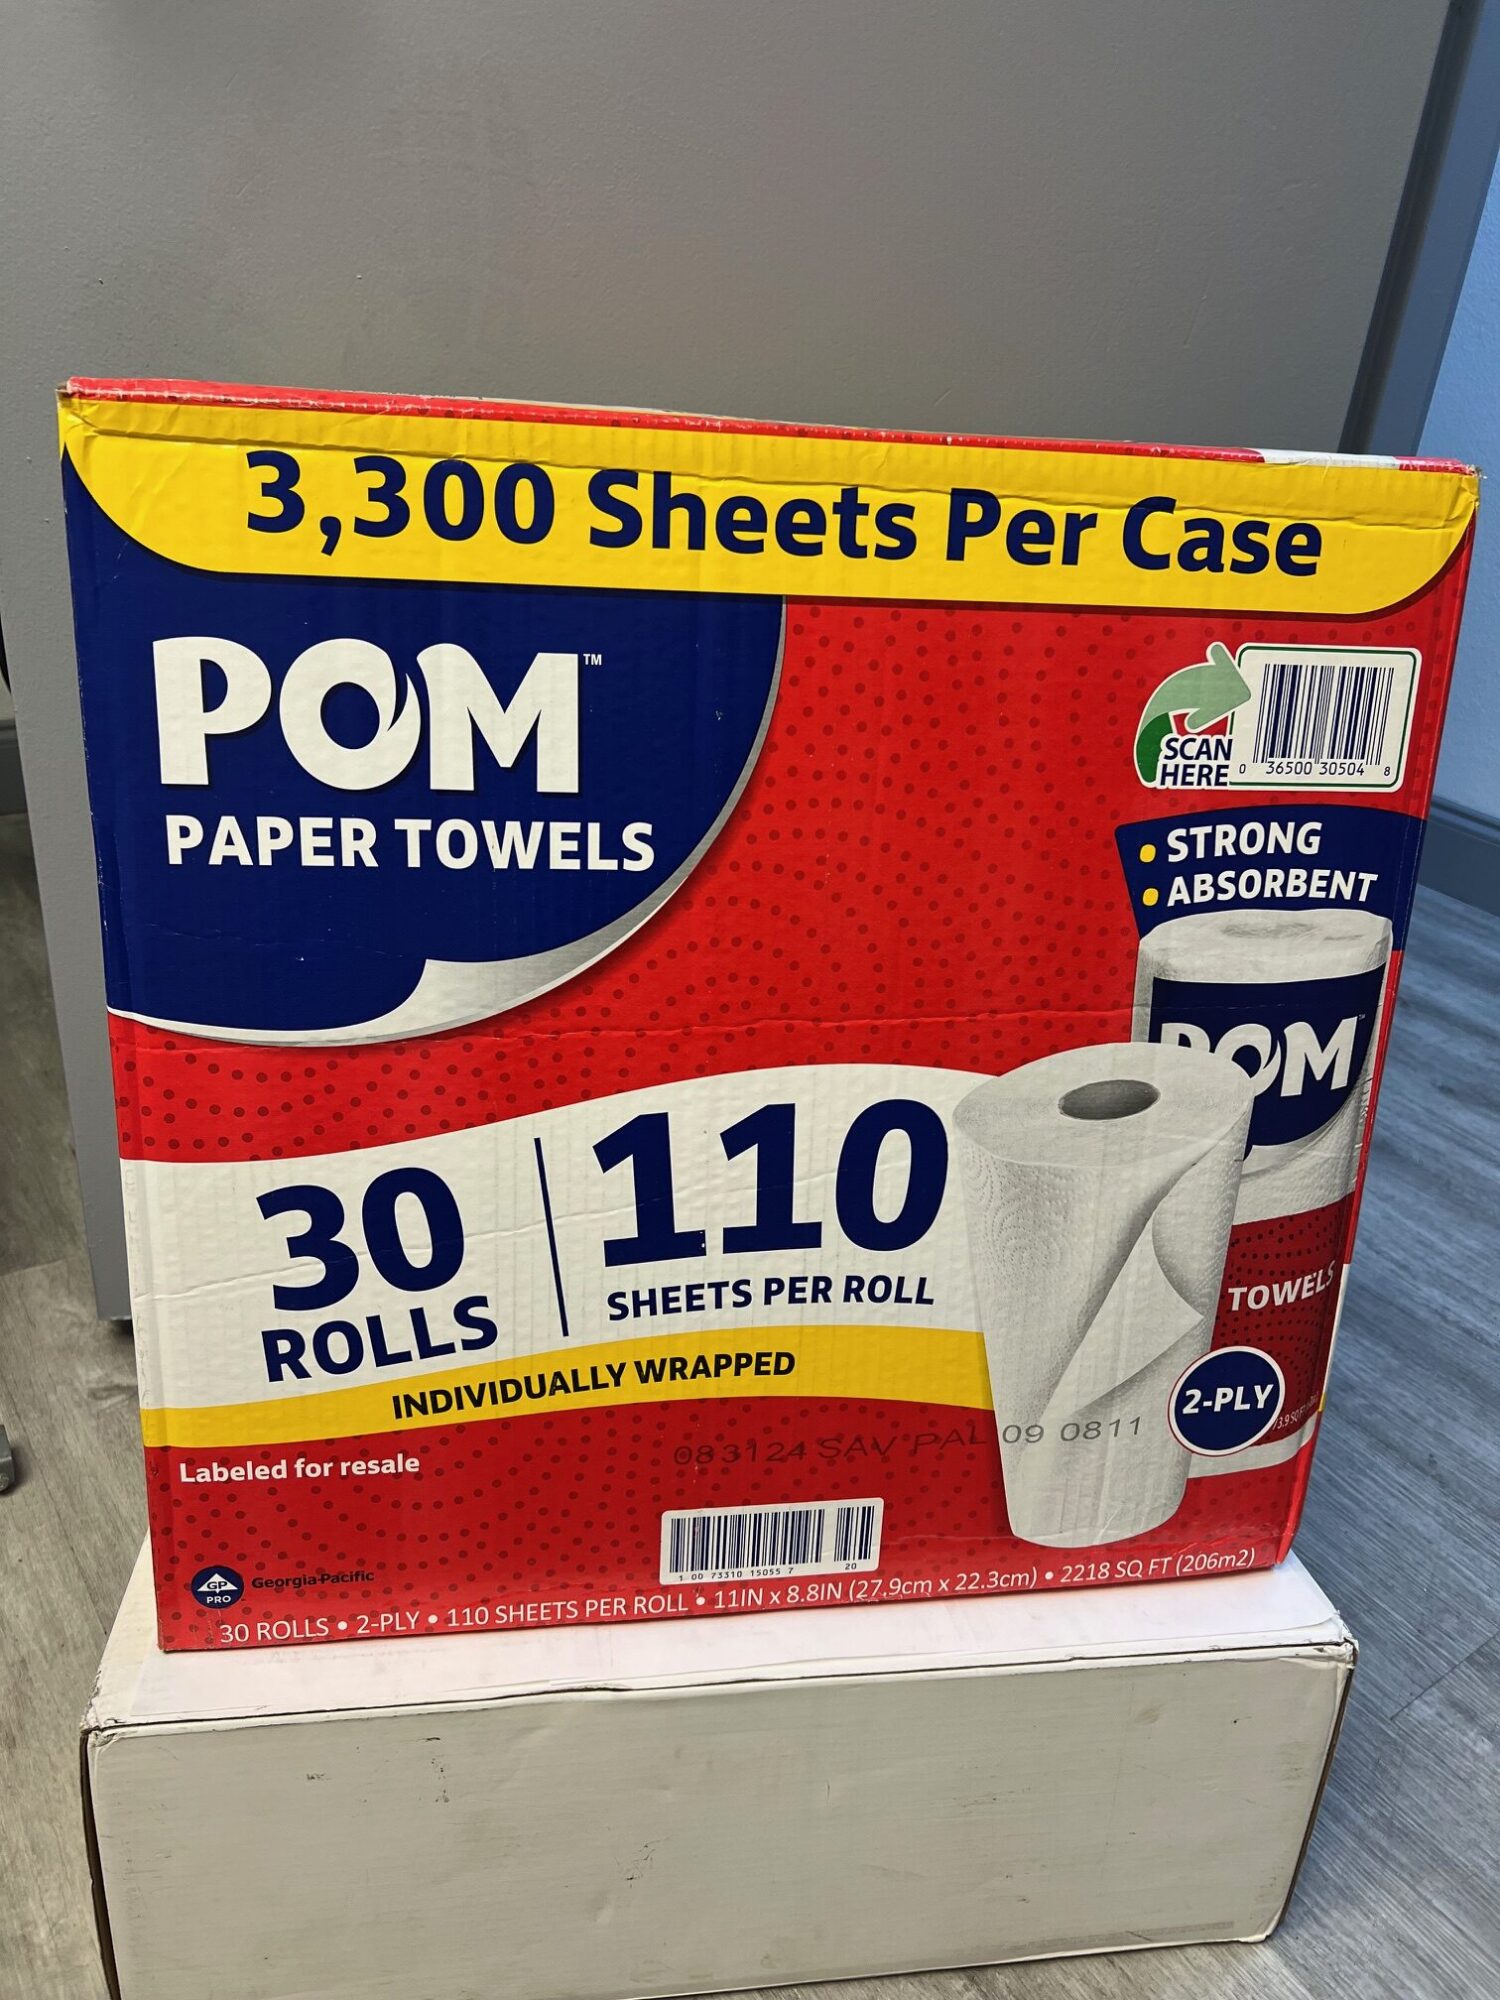 3,300 Sheets Per Case
POM™
PAPER TOWELS
SCAN
HERE
0 36500 30504 8
• STRONG
• ABSORBENT
POM
30
ROLLS
110
SHEETS PER ROLL
TOWELS
INDIVIDUALLY WRAPPED
2-PLY
083124 SAV PAL 09 0811
Labeled for resale
GP
PRO
Georgia-Pacific
1 00 73310 15055 7
20
30 ROLLS • 2-PLY • 110 SHEETS PER ROLL • 11IN x 8.8IN (27.9cm x 22.3cm) • 2218 SQ FT (206m2)